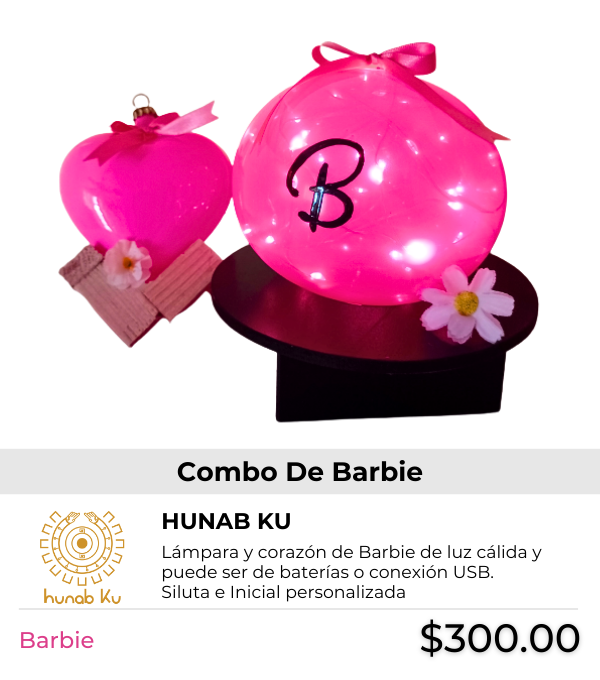 B
Combo De Barbie
HUNAB KU
Lámpara y corazón de Barbie de luz cálida y
puede ser de baterías o conexión USB.
Siluta e Inicial personalizada
hunab Ku
Barbie
$300.00